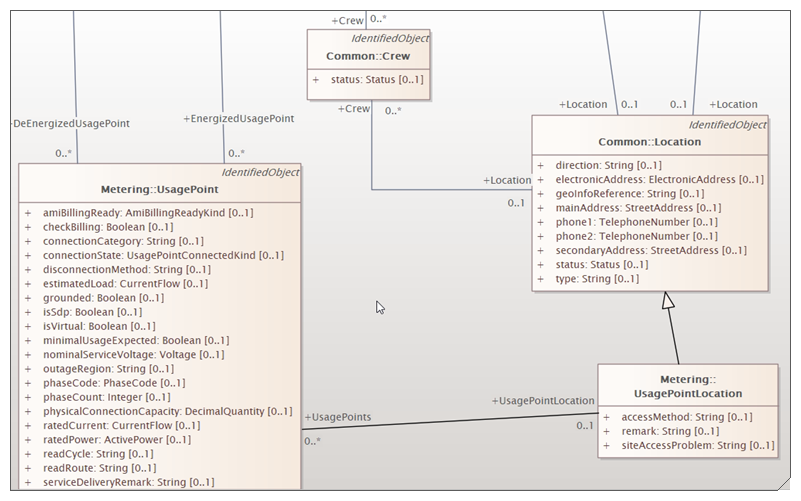 +Crew 0..*
IdentifiedObject
Common::Crew
+ status: Status [0..1]
+Crew 0..*
DeEnergizedUsagePoint
0..*
+EnergizedUsagePoint
0..*
+Location 0..1
0..1 +Location
+Location
0..1
IdentifiedObject
Common::Location
+ direction: String [0..1]
+ electronicAddress: ElectronicAddress [0..1]
+ geoInfoReference: String [0..1]
+ mainAddress: StreetAddress [0..1]
+ phone1: TelephoneNumber [0..1]
+ phone2: TelephoneNumber [0..1]
+ secondaryAddress: StreetAddress [0..1]
+ status: Status [0..1]
+ type: String [0..1]
IdentifiedObject
Metering::UsagePoint
+ amiBillingReady: AmiBillingReadyKind [0..1]
+ checkBilling: Boolean [0..1]
+ connectionCategory: String [0..1]
+ connectionState: UsagePointConnectedKind [0..1]
+ disconnectionMethod: String [0..1]
+ estimatedLoad: CurrentFlow [0..1]
+ grounded: Boolean [0..1]
+ isSdp: Boolean [0..1]
+ isVirtual: Boolean [0..1]
+ minimalUsageExpected: Boolean [0..1]
+ nominalServiceVoltage: Voltage [0..1]
+ outageRegion: String [0..1]
+ phaseCode: PhaseCode [0..1]
+ phaseCount: Integer [0..1]
+ physicalConnectionCapacity: DecimalQuantity [0..1]
+ ratedCurrent: CurrentFlow [0..1]
+ ratedPower: ActivePower [0..1]
+ readCycle: String [0..1]
+ readRoute: String [0..1]
+ serviceDeliveryRemark: String [0..1]
+UsagePoints
0..*
+UsagePointLocation
0..1
Metering::
UsagePointLocation
+ accessMethod: String [0..1]
+ remark: String [0..1]
+ siteAccessProblem: String [0..1]